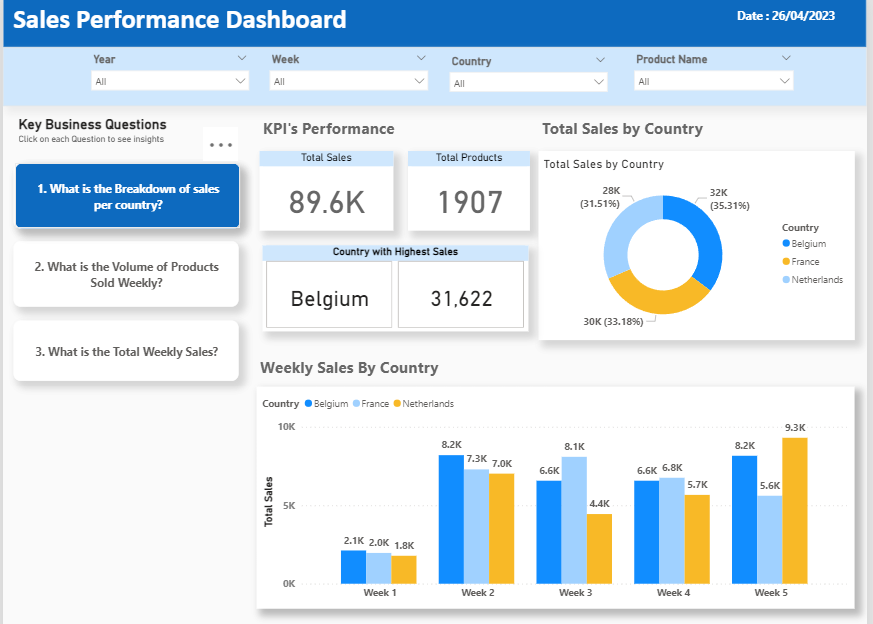 Sales Performance Dashboard
Date : 26/04/2023
Year
Week
Country
Product Name
All
All
All
All
Key Business Questions
Click on each Question to see insights
1. What is the Breakdown of sales
per country?
2. What is the Volume of Products
Sold Weekly?
3. What is the Total Weekly Sales?
KPI's Performance
Total Sales
89.6K
Total Products
1907
Country with Highest Sales
Belgium
31,622
Total Sales by Country
Total Sales by Country
28K
(31.51%)
32K
(35.31%)
30K (33.18%)
Country
Belgium
France
Netherlands
Weekly Sales By Country
Country Belgium France Netherlands
Total Sales
10K
5K
0K
2.1K 2.0K 1.8K
8.2K 7.3K 7.0K
6.6K 8.1K 4.4K
6.6K 6.8K 5.7K
8.2K 5.6K 9.3K
Week 1 Week 2 Week 3 Week 4 Week 5